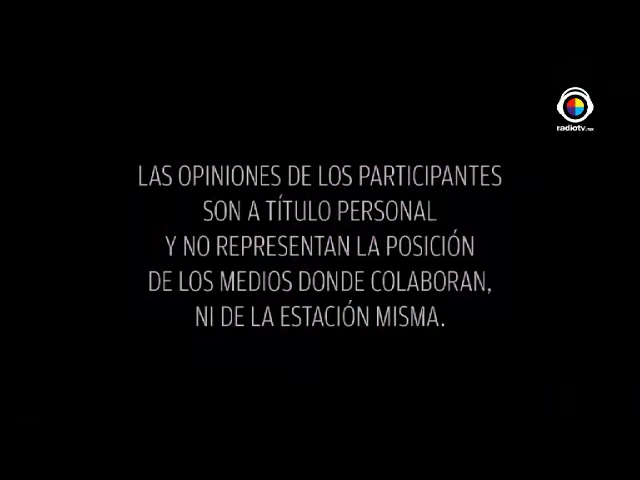 radiotv.mx
LAS OPINIONES DE LOS PARTICIPANTES
SON A TÍTULO PERSONAL
Y NO REPRESENTAN LA POSICIÓN
DE LOS MEDIOS DONDE COLABORAN,
NI DE LA ESTACIÓN MISMA.